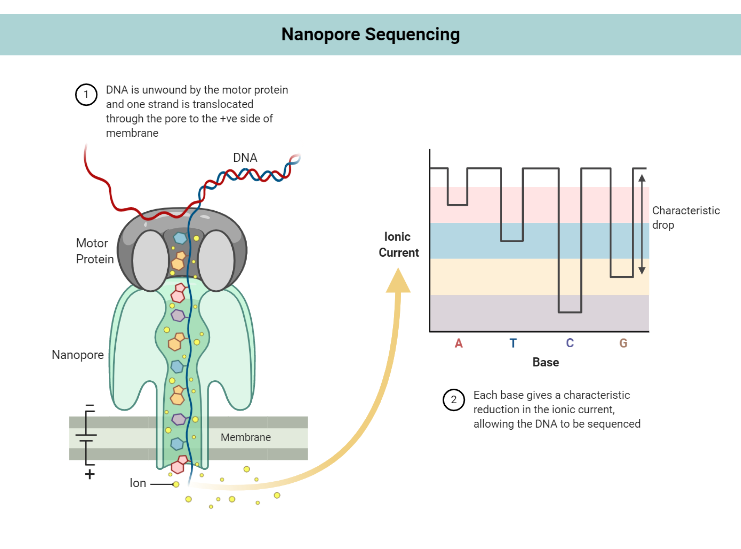 Nanopore Sequencing
1
DNA is unwound by the motor protein
and one strand is translocated
through the pore to the +ve side of
membrane
DNA
Motor
Protein
Nanopore
Membrane
−
+
Ion
Ionic
Current
Characteristic
drop
A T C G
Base
2
Each base gives a characteristic
reduction in the ionic current,
allowing the DNA to be sequenced